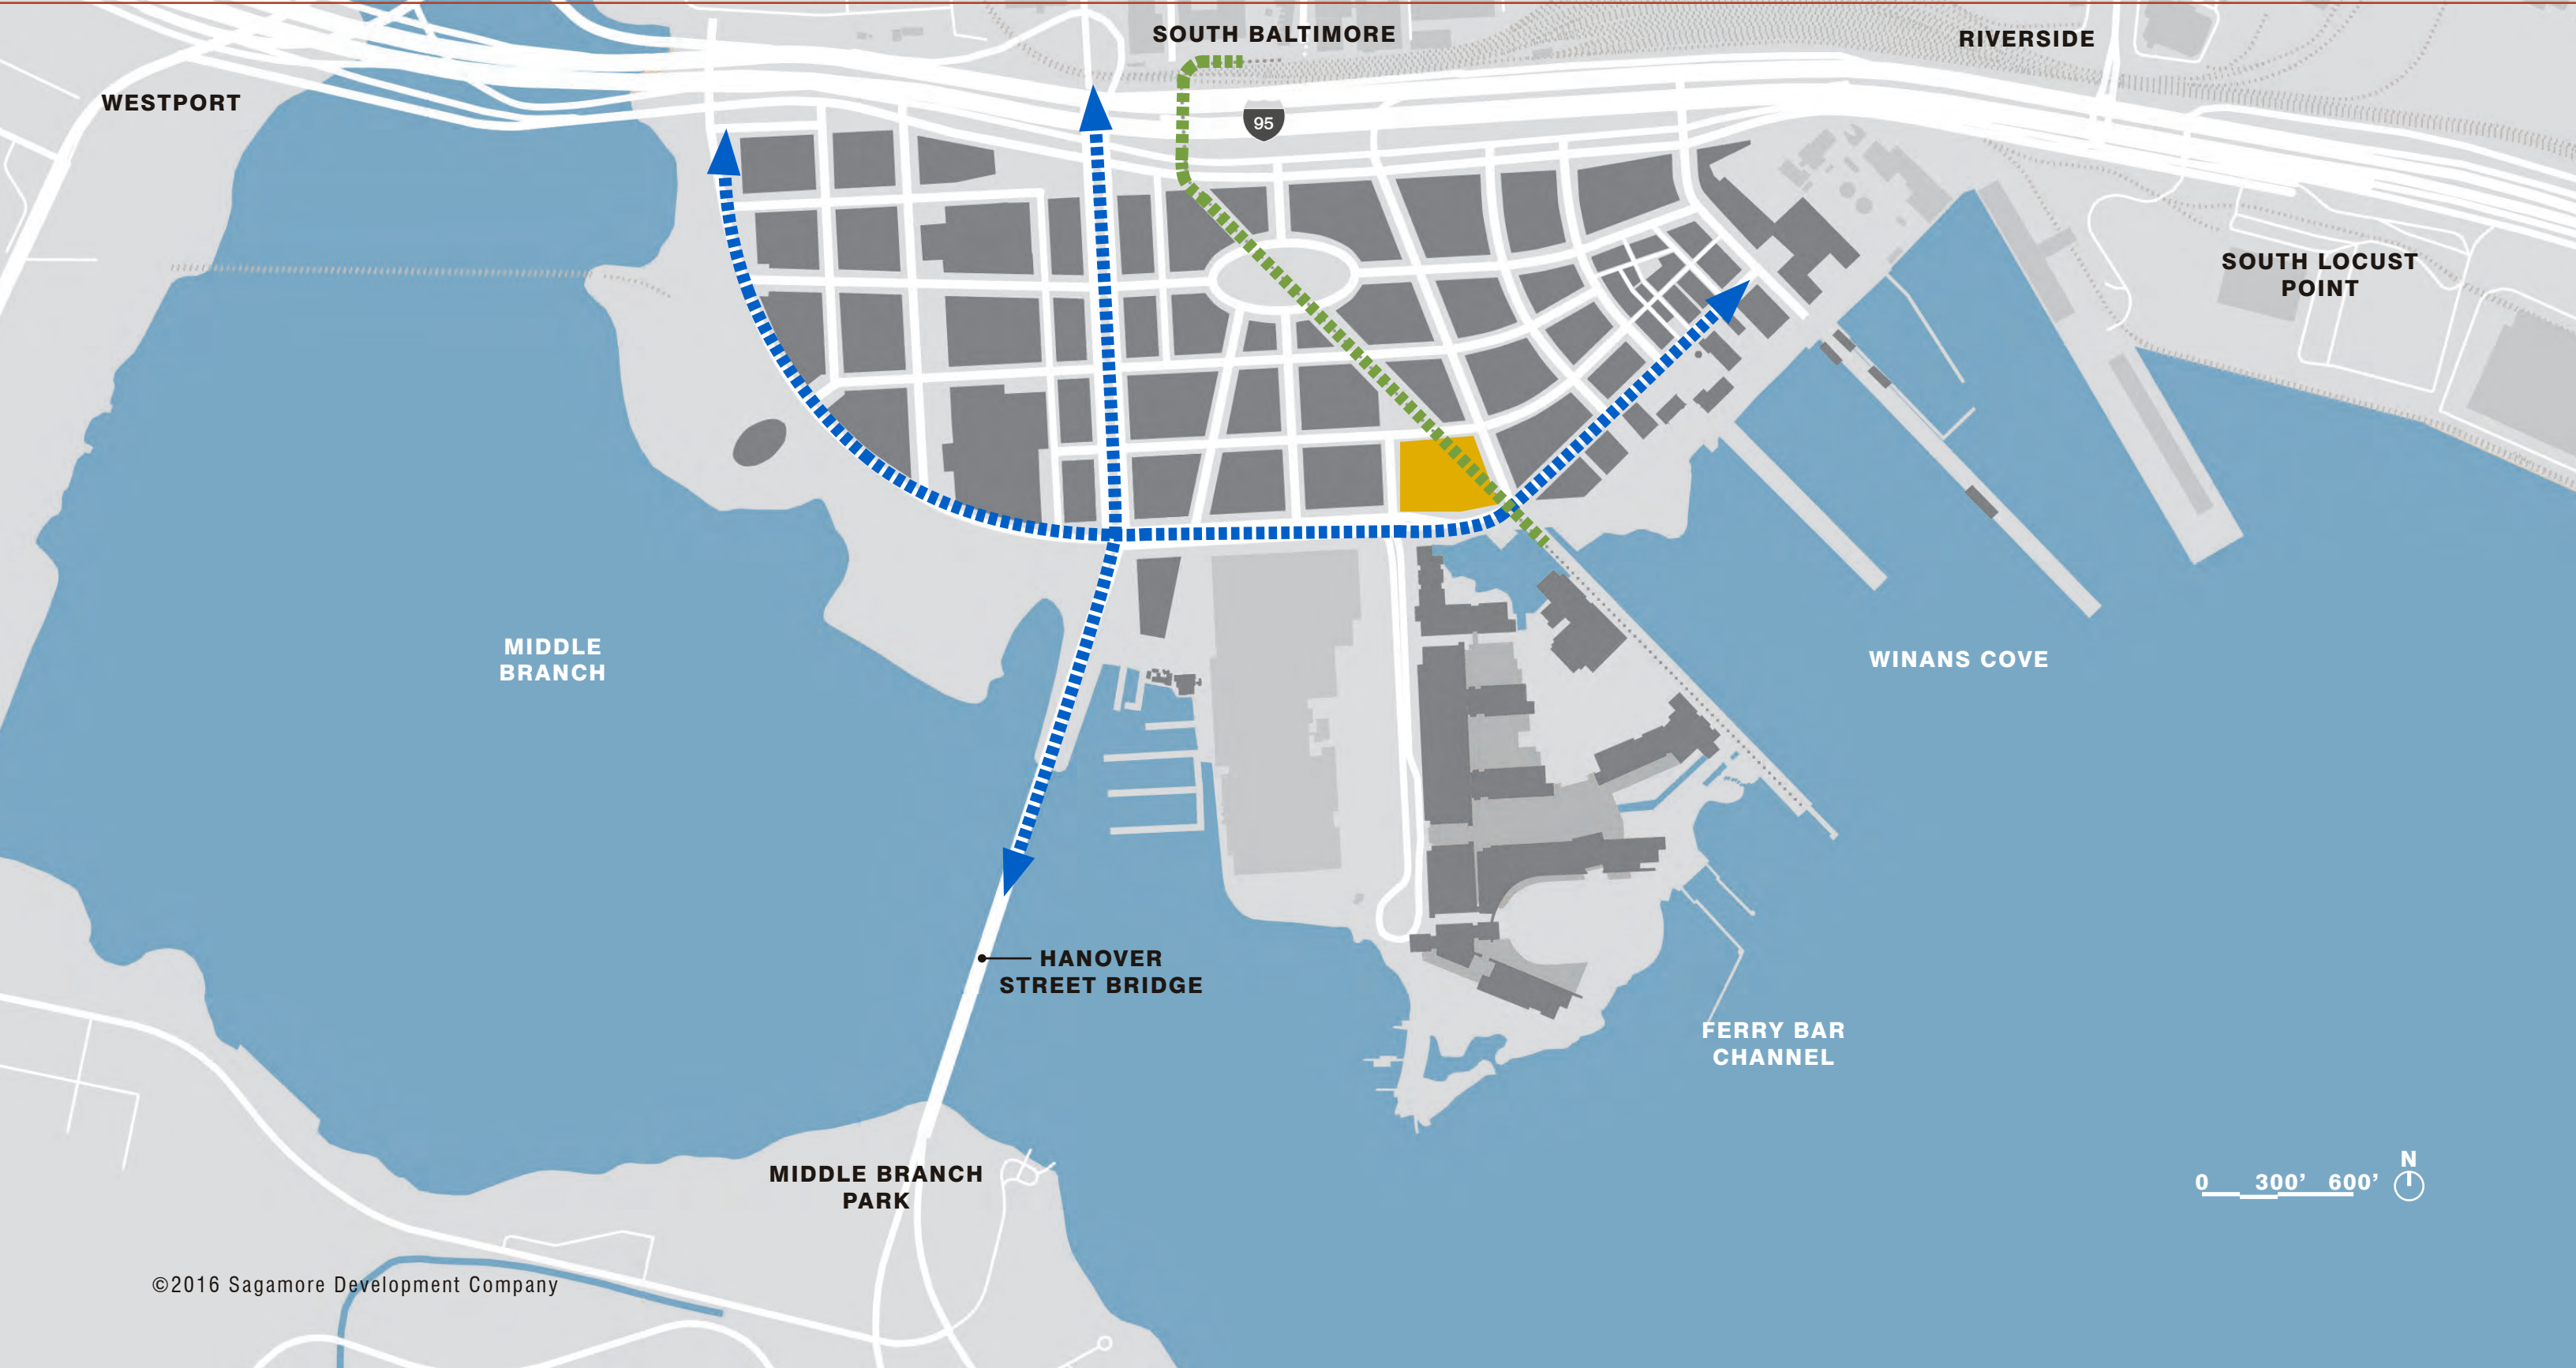 SOUTH BALTIMORE
RIVERSIDE
WESTPORT
95
SOUTH LOCUST
POINT
MIDDLE
BRANCH
WINANS COVE
HANOVER
STREET BRIDGE
FERRY BAR
CHANNEL
MIDDLE BRANCH
PARK
N
0 300’ 600’
©2016 Sagamore Development Company